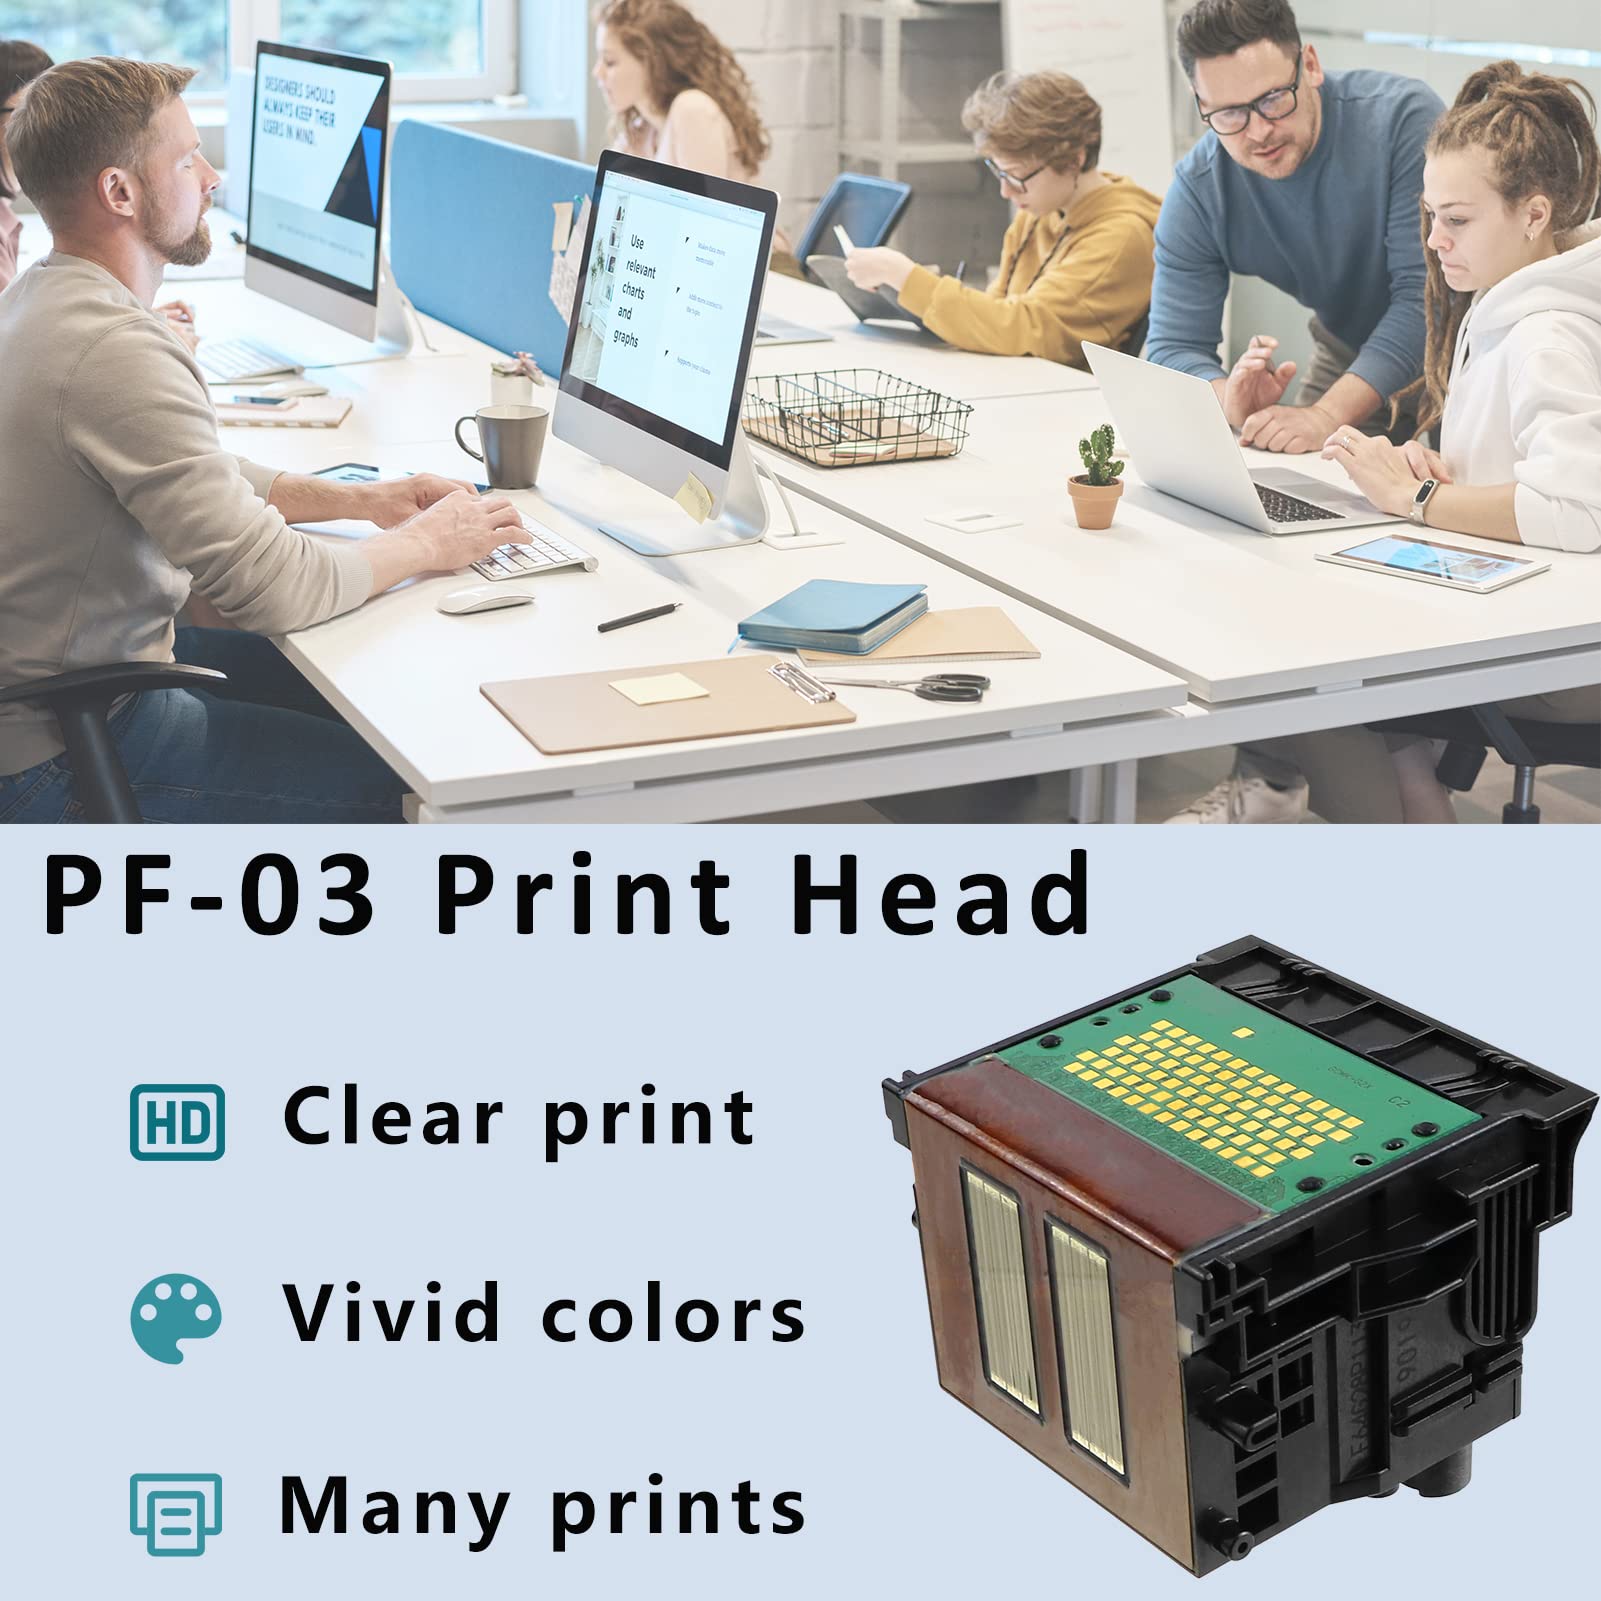 DESIGNERS SHOULD
ALWAYS KEEP THEIR
USERS IN MIND.
Use
relevant
charts
and
graphs
PF-03 Print Head
HD Clear print
Vivid colors
Many prints
C2